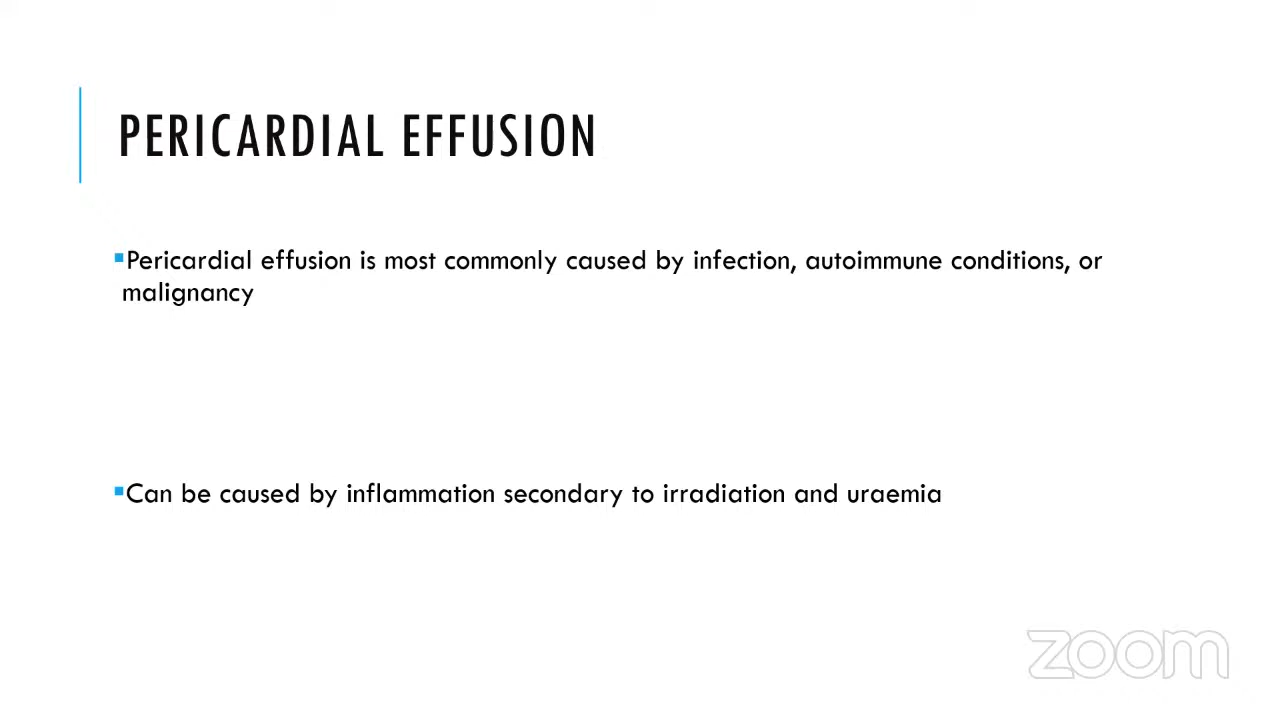 PERICARDIAL EFFUSION
▪Pericardial effusion is most commonly caused by infection, autoimmune conditions, or
malignancy
▪Can be caused by inflammation secondary to irradiation and uraemia
zoom